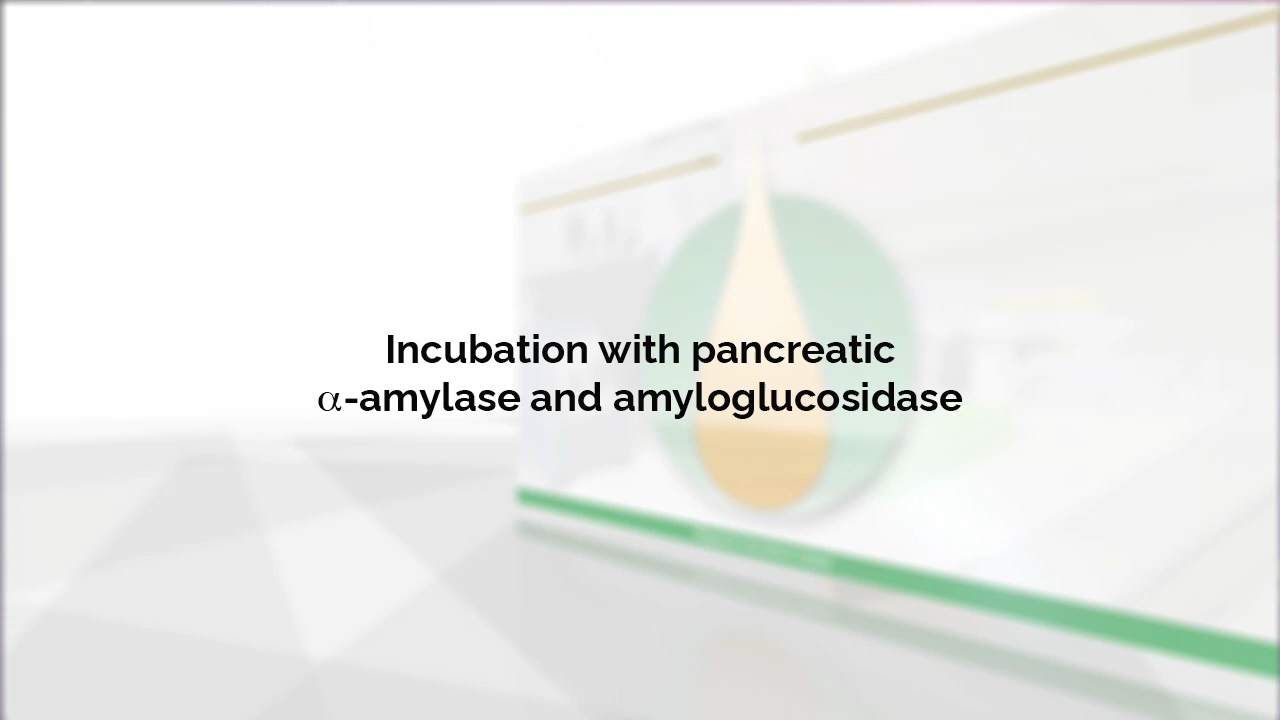 Incubation with pancreatic
α-amylase and amyloglucosidase